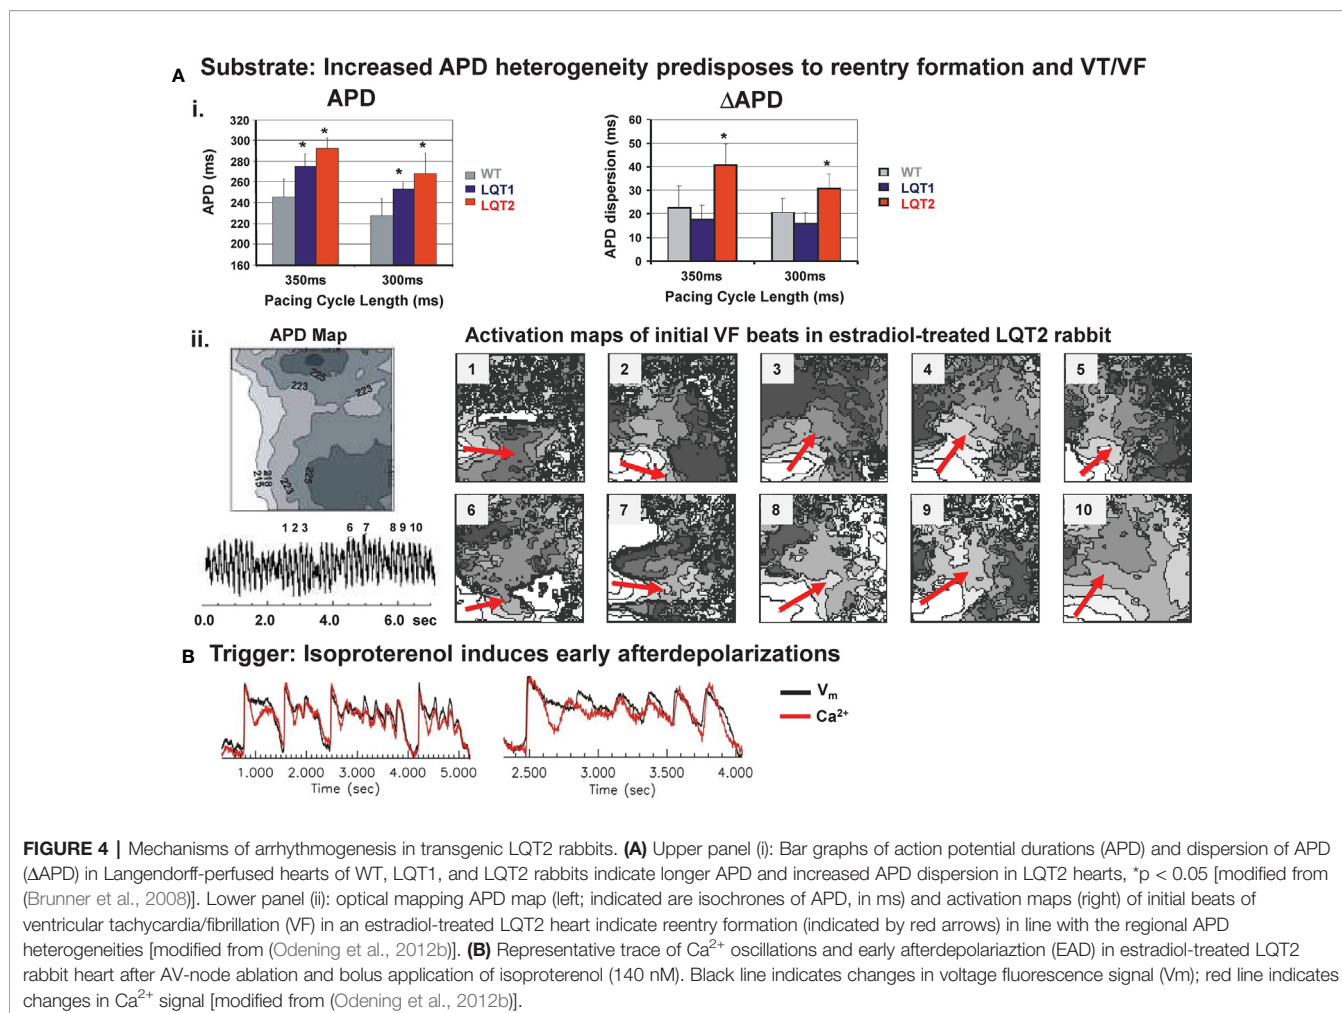 A Substrate: Increased APD heterogeneity predisposes to reentry formation and VT/VF
i.
APD
320
300
280
260
240
220
200
180
160
APD (ms)
*
*
*
*
350ms
300ms
Pacing Cycle Length (ms)
WT
LQT1
LQT2
ΔAPD
60
50
40
30
20
10
0
APD dispersion (ms)
*
*
350ms
300ms
Pacing Cycle Length (ms)
WT
LQT1
LQT2
ii.
APD Map
225
223
223
215
218
223
225
1 2 3 6 7 8 9 10
0.0 2.0 4.0 6.0 sec
Activation maps of initial VF beats in estradiol-treated LQT2 rabbit
1 2 3 4 5
6 7 8 9 10
B Trigger: Isoproterenol induces early afterdepolarizations
1.000 2.000 3.000 4.000 5.000
Time (sec)
2.500 3.000 3.500 4.000
Time (sec)
Vm
Ca2+
FIGURE 4 | Mechanisms of arrhythmogenesis in transgenic LQT2 rabbits. (A) Upper panel (i): Bar graphs of action potential durations (APD) and dispersion of APD
(ΔAPD) in Langendorff-perfused hearts of WT, LQT1, and LQT2 rabbits indicate longer APD and increased APD dispersion in LQT2 hearts, *p < 0.05 [modified from
(Brunner et al., 2008)]. Lower panel (ii): optical mapping APD map (left; indicated are isochrones of APD, in ms) and activation maps (right) of initial beats of
ventricular tachycardia/fibrillation (VF) in an estradiol-treated LQT2 heart indicate reentry formation (indicated by red arrows) in line with the regional APD
heterogeneities [modified from (Odening et al., 2012b)]. (B) Representative trace of Ca2+ oscillations and early afterdepolariaztion (EAD) in estradiol-treated LQT2
rabbit heart after AV-node ablation and bolus application of isoproterenol (140 nM). Black line indicates changes in voltage fluorescence signal (Vm); red line indicates
changes in Ca2+ signal [modified from (Odening et al., 2012b)].